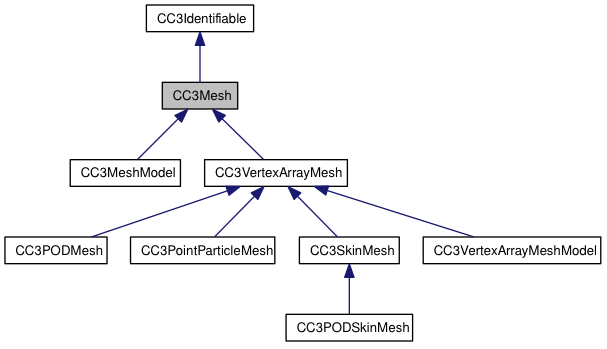 CC3Identifiable
CC3Mesh
CC3MeshModel
CC3VertexArrayMesh
CC3PODMesh
CC3PointParticleMesh
CC3SkinMesh
CC3VertexArrayMeshModel
CC3PODSkinMesh